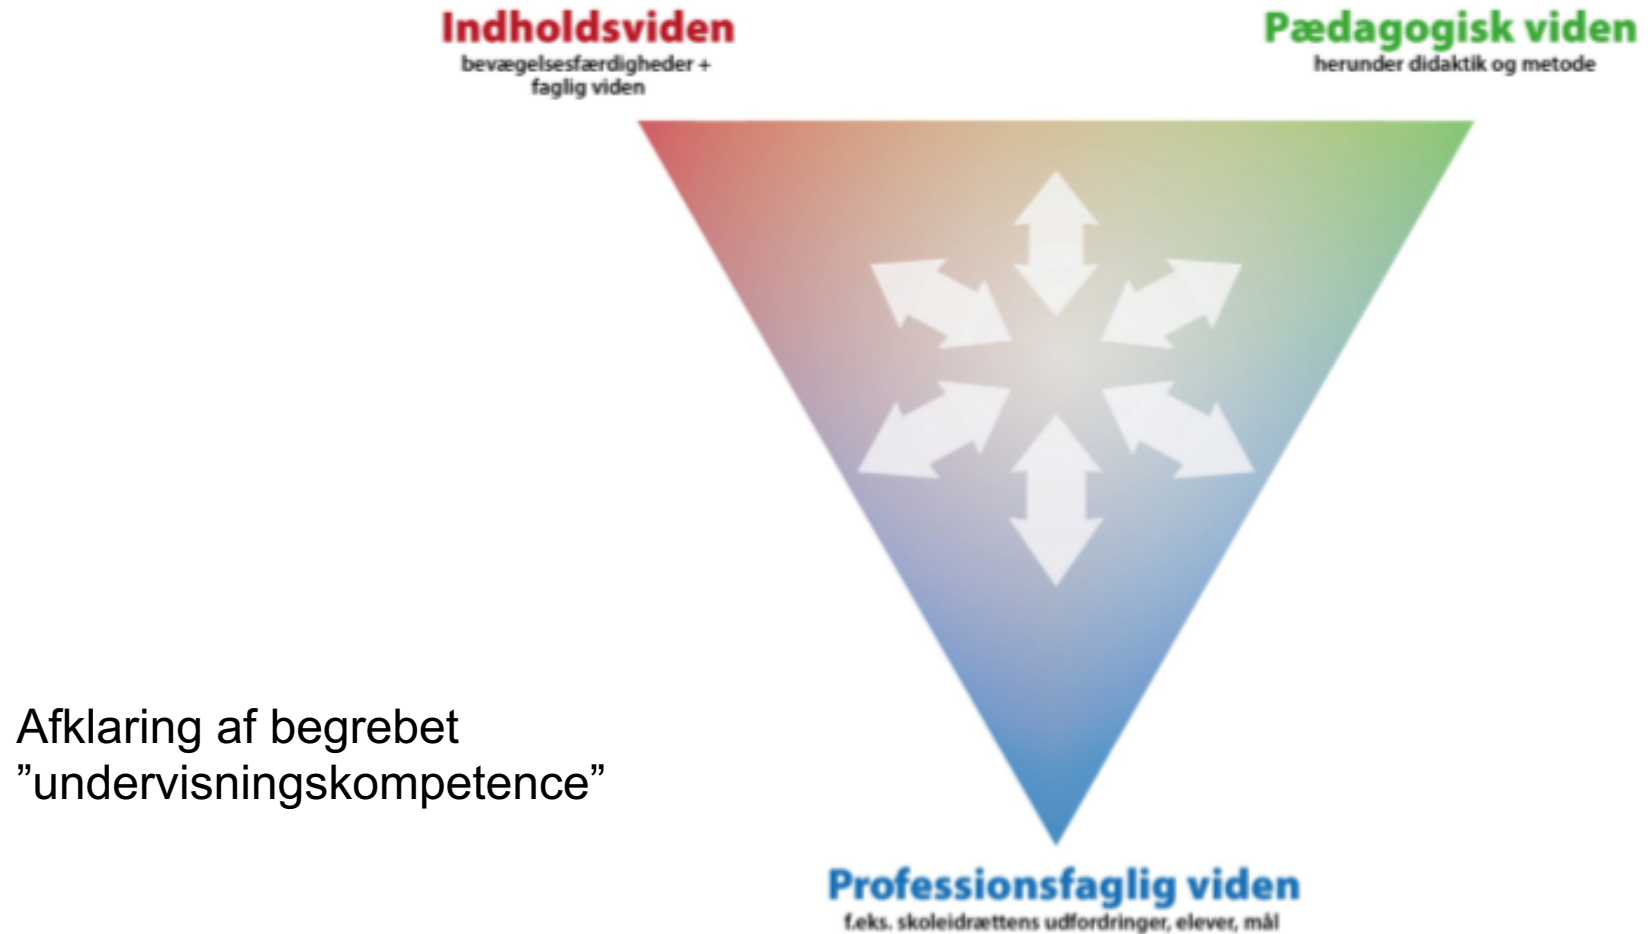 Indholdsviden
bevægelsesfærdigheder +
faglig viden
Pædagogisk viden
herunder didaktik og metode
Afklaring af begrebet
”undervisningskompetence”
Professionsfaglig viden
f.eks. skoleidrættens udfordringer, elever, mål